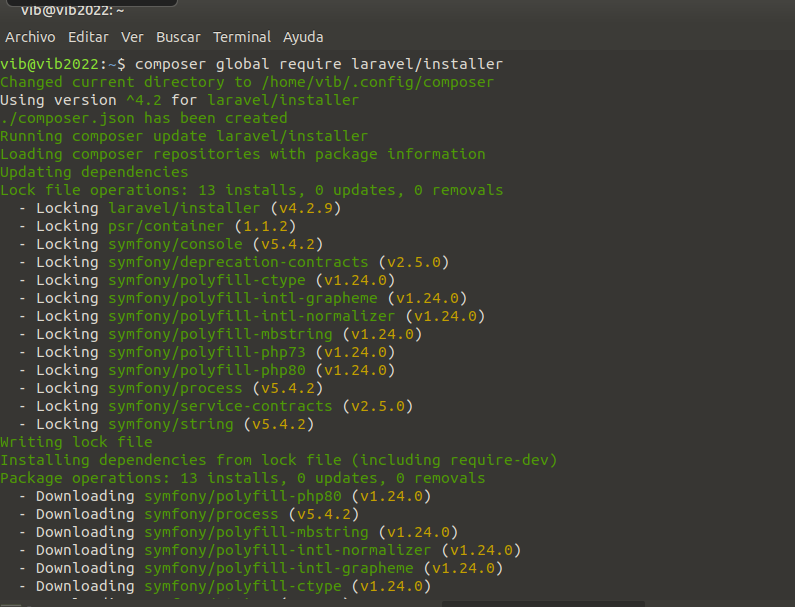 vib@vib2022: ~
Archivo Editar Ver Buscar Terminal Ayuda
vib@vib2022:~$ composer global require laravel/installer
Changed current directory to /home/vib/.config/composer
Using version ^4.2 for laravel/installer
./composer.json has been created
Running composer update laravel/installer
Loading composer repositories with package information
Updating dependencies
Lock file operations: 13 installs, 0 updates, 0 removals
  - Locking laravel/installer (v4.2.9)
  - Locking psr/container (1.1.2)
  - Locking symfony/console (v5.4.2)
  - Locking symfony/deprecation-contracts (v2.5.0)
  - Locking symfony/polyfill-ctype (v1.24.0)
  - Locking symfony/polyfill-intl-grapheme (v1.24.0)
  - Locking symfony/polyfill-intl-normalizer (v1.24.0)
  - Locking symfony/polyfill-mbstring (v1.24.0)
  - Locking symfony/polyfill-php73 (v1.24.0)
  - Locking symfony/polyfill-php80 (v1.24.0)
  - Locking symfony/process (v5.4.2)
  - Locking symfony/service-contracts (v2.5.0)
  - Locking symfony/string (v5.4.2)
Writing lock file
Installing dependencies from lock file (including require-dev)
Package operations: 13 installs, 0 updates, 0 removals
  - Downloading symfony/polyfill-php80 (v1.24.0)
  - Downloading symfony/process (v5.4.2)
  - Downloading symfony/polyfill-mbstring (v1.24.0)
  - Downloading symfony/polyfill-intl-normalizer (v1.24.0)
  - Downloading symfony/polyfill-intl-grapheme (v1.24.0)
  - Downloading symfony/polyfill-ctype (v1.24.0)